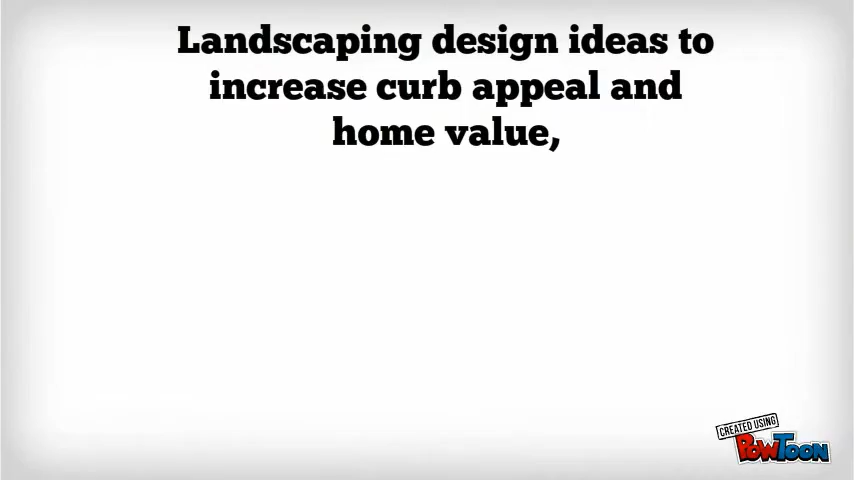 Landscaping design ideas to
increase curb appeal and
home value,
CREATED USING
POWTOON